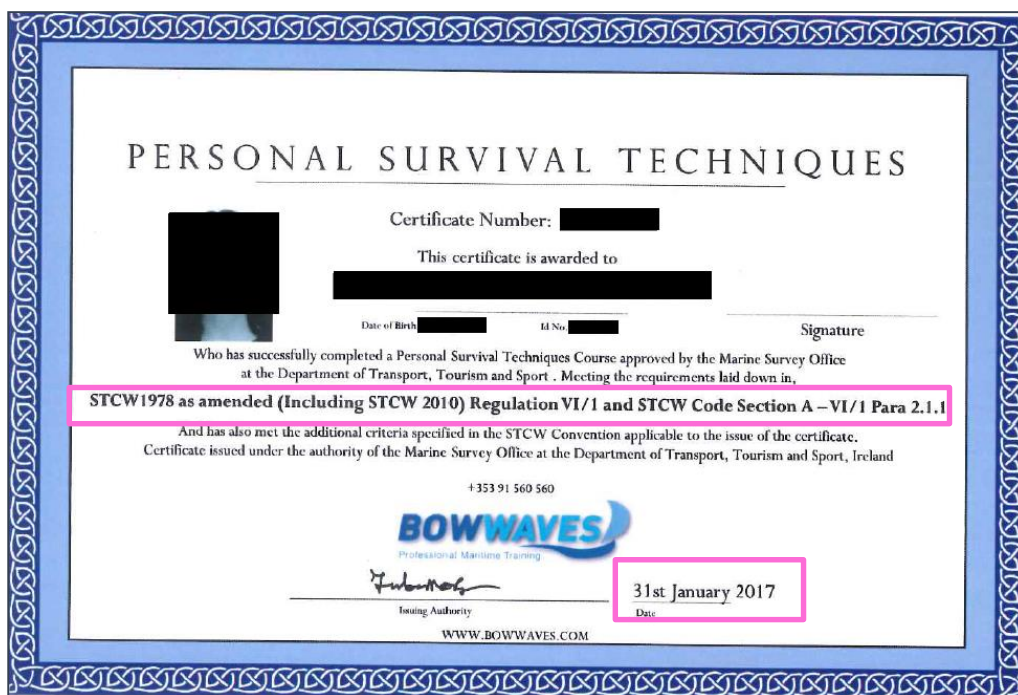 PERSONAL SURVIVAL TECHNIQUES
Certificate Number:
This certificate is awarded to
Date of Birth Id No.
Signature
Who has successfully completed a Personal Survival Techniques Course approved by the Marine Survey Office
at the Department of Transport, Tourism and Sport . Meeting the requirements laid down in,
STCW1978 as amended (Including STCW 2010) Regulation VI/1 and STCW Code Section A – VI/1 Para 2.1.1
And has also met the additional criteria specified in the STCW Convention applicable to the issue of the certificate.
Certificate issued under the authority of the Marine Survey Office at the Department of Transport, Tourism and Sport, Ireland
+353 91 560 560
BOWWAVES
Professional Maritime Training
31st January 2017
Issuing Authority
Date
WWW.BOWWAVES.COM